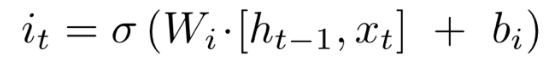 i_t = σ (W_i·[h_{t−1}, x_t] + b_i)